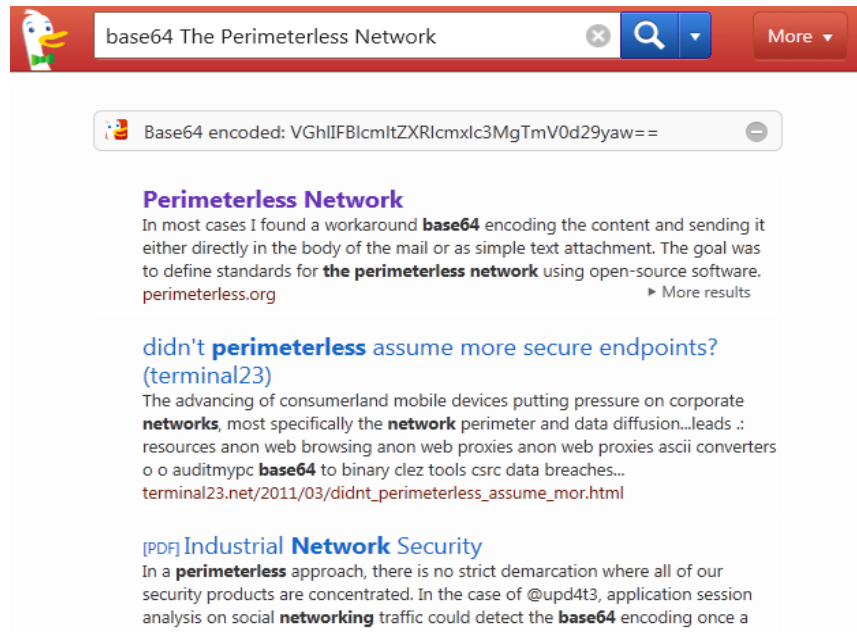 base64 The Perimeterless Network
More
Base64 encoded: VGhlIFBlcmltZXRlcmxlc3MgTmV0d29yaw==
Perimeterless Network
In most cases I found a workaround base64 encoding the content and sending it
either directly in the body of the mail or as simple text attachment. The goal was
to define standards for the perimeterless network using open-source software.
perimeterless.org
More results
didn't perimeterless assume more secure endpoints?
(terminal23)
The advancing of consumerland mobile devices putting pressure on corporate
networks, most specifically the network perimeter and data diffusion...leads .:
resources anon web browsing anon web proxies anon web proxies ascii converters
o o auditmypc base64 to binary clez tools csrc data breaches...
terminal23.net/2011/03/didnt_perimeterless_assume_mor.html
[PDF] Industrial Network Security
In a perimeterless approach, there is no strict demarcation where all of our
security products are concentrated. In the case of @upd4t3, application session
analysis on social networking traffic could detect the base64 encoding once a